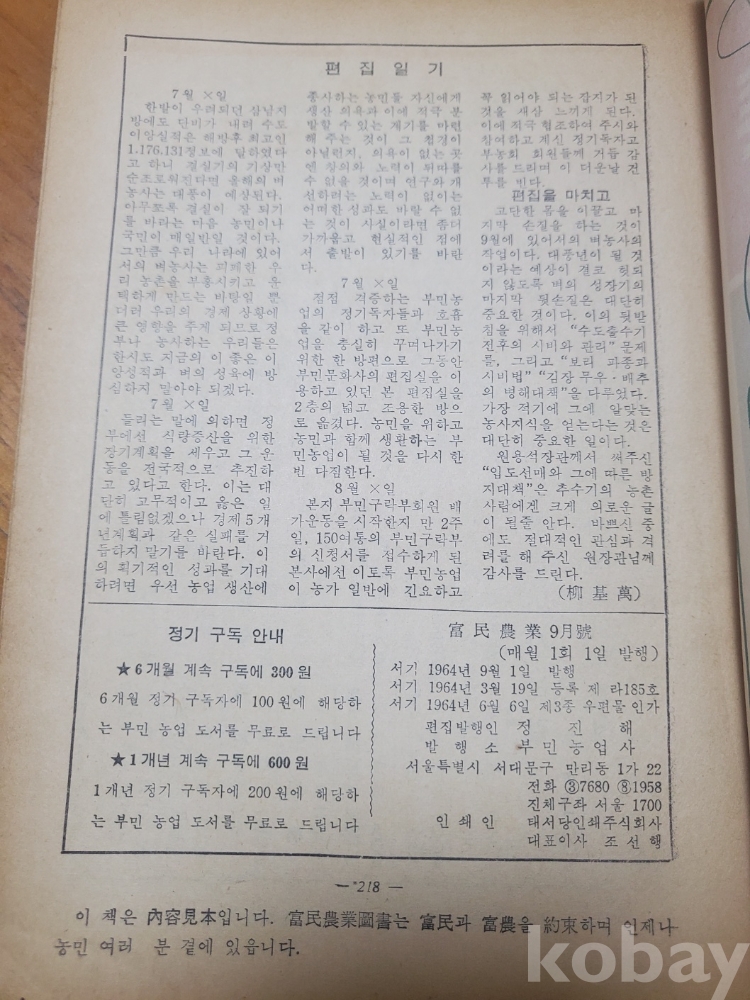 편 집 일 기
7월 ×일
한발이 우려되던 삼남지
방에도 단비가 내려 수도
이앙실적은 해방후 최고인
1.176.131정보에 달하였다
고 하니 결실기의 기상만
순조로워진다면 올해의 벼
농사는 대풍이 예상된다.
아무토록 결실이 잘 되기
를 바라는 마음 농민이나
국민이 매일반일 것이다.
그만큼 우리 나라에 있어
서의 벼농사는 피폐한 우
리 농촌을 부흥시키고 윤
택하게 만드는 바탕일 뿐
더러 우리의 경제 상황에
큰 영향을 주게 되므로 정
부나 농사하는 우리들은
한시도 지금의 이 좋은 이
앙성적과 벼의 성육에 방
심하지 말아야 되겠다.
7월 ×일
들리는 말에 의하면 정
부에선 식량증산을 위한
장기계획을 세우고 그 운
동을 전국적으로 추진하
고 있다고 한다. 이는 대
단히 고무적이고 옳은 일
에 틀림없겠으나 경제 5개
년계획과 같은 실패를 거
듭하지 말기를 바란다. 이
의 획기적인 성과를 기대
하려면 우선 농업 생산에
종사하는 농민들 자신에게
생산 의욕과 이에 적극 분
발할 수 있는 재기를 마련
해 주는 것이 그 첩경이
아닐런지, 의욕이 없는 곳
엔 창의와 노력이 뒤따를
수 없을 것이며 연구와 개
선하려는 노력이 없이는
어떠한 성과도 바랄 수 없
는 것이 사실이라면 좀더
가까웁고 현실적인 점에
서 출발이 있기를 바란
다.
7월 ×일
점점 격증하는 부민농
업의 정기독자들과 호흡
을 같이 하고 또 부민농
업을 충실히 꾸며나가기
위한 한 방편으로 그동안
부민문화사의 편집실을 이
용하고 있던 본 편집실을
2층의 넓고 조용한 방으
로 옮겼다. 농민을 위하고
농민과 함께 생활하는 부
민농업이 될 것을 다시 한
번 다짐한다.
8월 ×일
본지 부민구락부회원 배
가운동을 시작한지 만 2주
일, 150여통의 부민구락부
의 신청서를 접수하게 된
본사에선 이토록 부민농업
이 농가 일반에 긴요하고
꼭 읽어야 되는 잡지가 된
것을 새삼 느끼게 된다.
이에 적극 협조하여 주시와
참여하고 계신 정기독자고
부농회 회원들께 거듭 감
사를 드리며 이 더운날 건
투를 빈다.
편집을 마치고
고단한 몸을 이끌고 마
지막 손질을 하는 것이
9월에 있어서의 벼농사의
작업이다. 대풍년이 될 것
이라는 예상이 결코 헛되
지 않도록 벼의 성장기의
마지막 뒷손질은 대단히
중요한 것이다. 이의 뒷받
침을 위해서 “수도출수기
전후의 시비와 관리” 문제
를, 그리고 “보리 파종과
시비법” “김장 무우·배추
의 병해대책”을 다루었다.
가장 적기에 그에 알맞는
농사지식을 얻는다는 것은
대단히 중요한 일이다.
원용석장관께서 써주신
“입도선매와 그에 따른 방
지대책”은 추수기의 농촌
사람에겐 크게 의로운 글
이 될줄 안다. 바쁘신 중
에도 절대적인 관심과 격
려를 해 주신 원장관님께
감사를 드린다.
(柳基萬)
정기 구독 안내
★6개월 계속 구독에 300원
6개월 정가 구독자에 100원에 해당하
는 부민 농업 도서를 무료로 드립니다
★1개년 계속 구독에 600원
1개년 정기 구독자에 200원에 해당하
는 부민 농업 도서를 무료로 드립니다
富民農業 9月號
(매월 1회 1일 발행)
서기 1964년 9월 1일 발행
서기 1964년 3월 19일 등록 제 라185호
서기 1964년 6월 6일 제3종 우편물 인가
편집발행인 정 진 해
발 행 소 부민농업사
서울특별시 서대문구 만리동 1가 22
전화 ③7680 ⑧1958
진체구좌 서울 1700
인 쇄 인 태서당인쇄주식회사
대표이사 조 선 행
— 218 —
이 책은 內容見本입니다. 富民農業圖書는 富民과 富農을 約束하며 언제나
농민 여러 분 곁에 있읍니다.
kobay